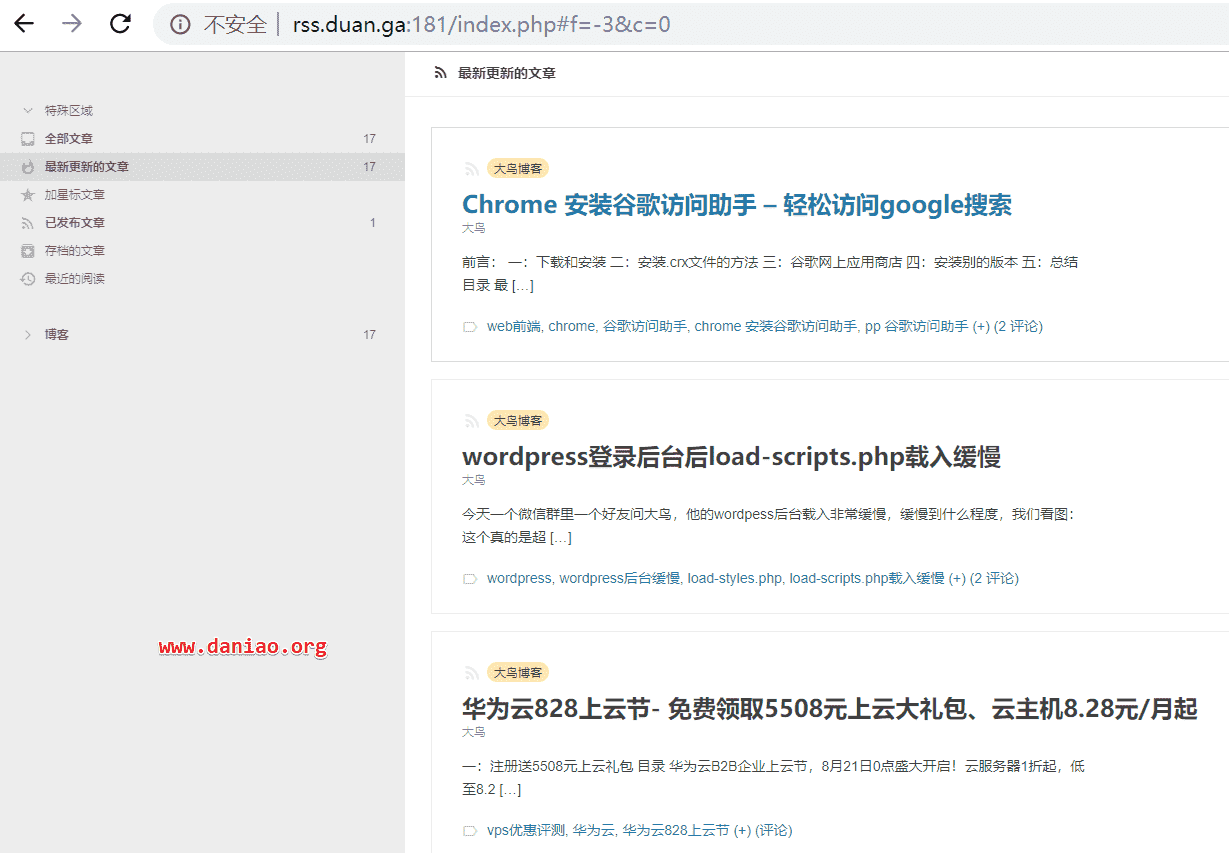 不安全 rss.duan.ga:181/index.php#f=-3&c=0
特殊区域
全部文章 17
最新更新的文章 17
加星标文章
已发布文章 1
存档的文章
最近的阅读
博客 17
www.daniao.org
最新更新的文章
大鸟博客
Chrome 安装谷歌访问助手 – 轻松访问google搜索
大鸟
前言： 一：下载和安装 二：安装.crx文件的方法 三：谷歌网上应用商店 四：安装别的版本 五：总结
目录 最 […]
web前端, chrome, 谷歌访问助手, chrome 安装谷歌访问助手, pp 谷歌访问助手 (+) (2 评论)
大鸟博客
wordpress登录后台后load-scripts.php载入缓慢
大鸟
今天一个微信群里一个好友问大鸟，他的wordpess后台载入非常缓慢，缓慢到什么程度，我们看图：
这个真的是超 […]
wordpress, wordpress后台缓慢, load-styles.php, load-scripts.php载入缓慢 (+) (2 评论)
大鸟博客
华为云828上云节- 免费领取5508元上云大礼包、云主机8.28元/月起
大鸟
一：注册送5508元上云礼包 目录 华为云B2B企业上云节，8月21日0点盛大开启！云服务器1折起，低
至8.2 […]
vps优惠评测, 华为云, 华为云828上云节 (+) (评论)